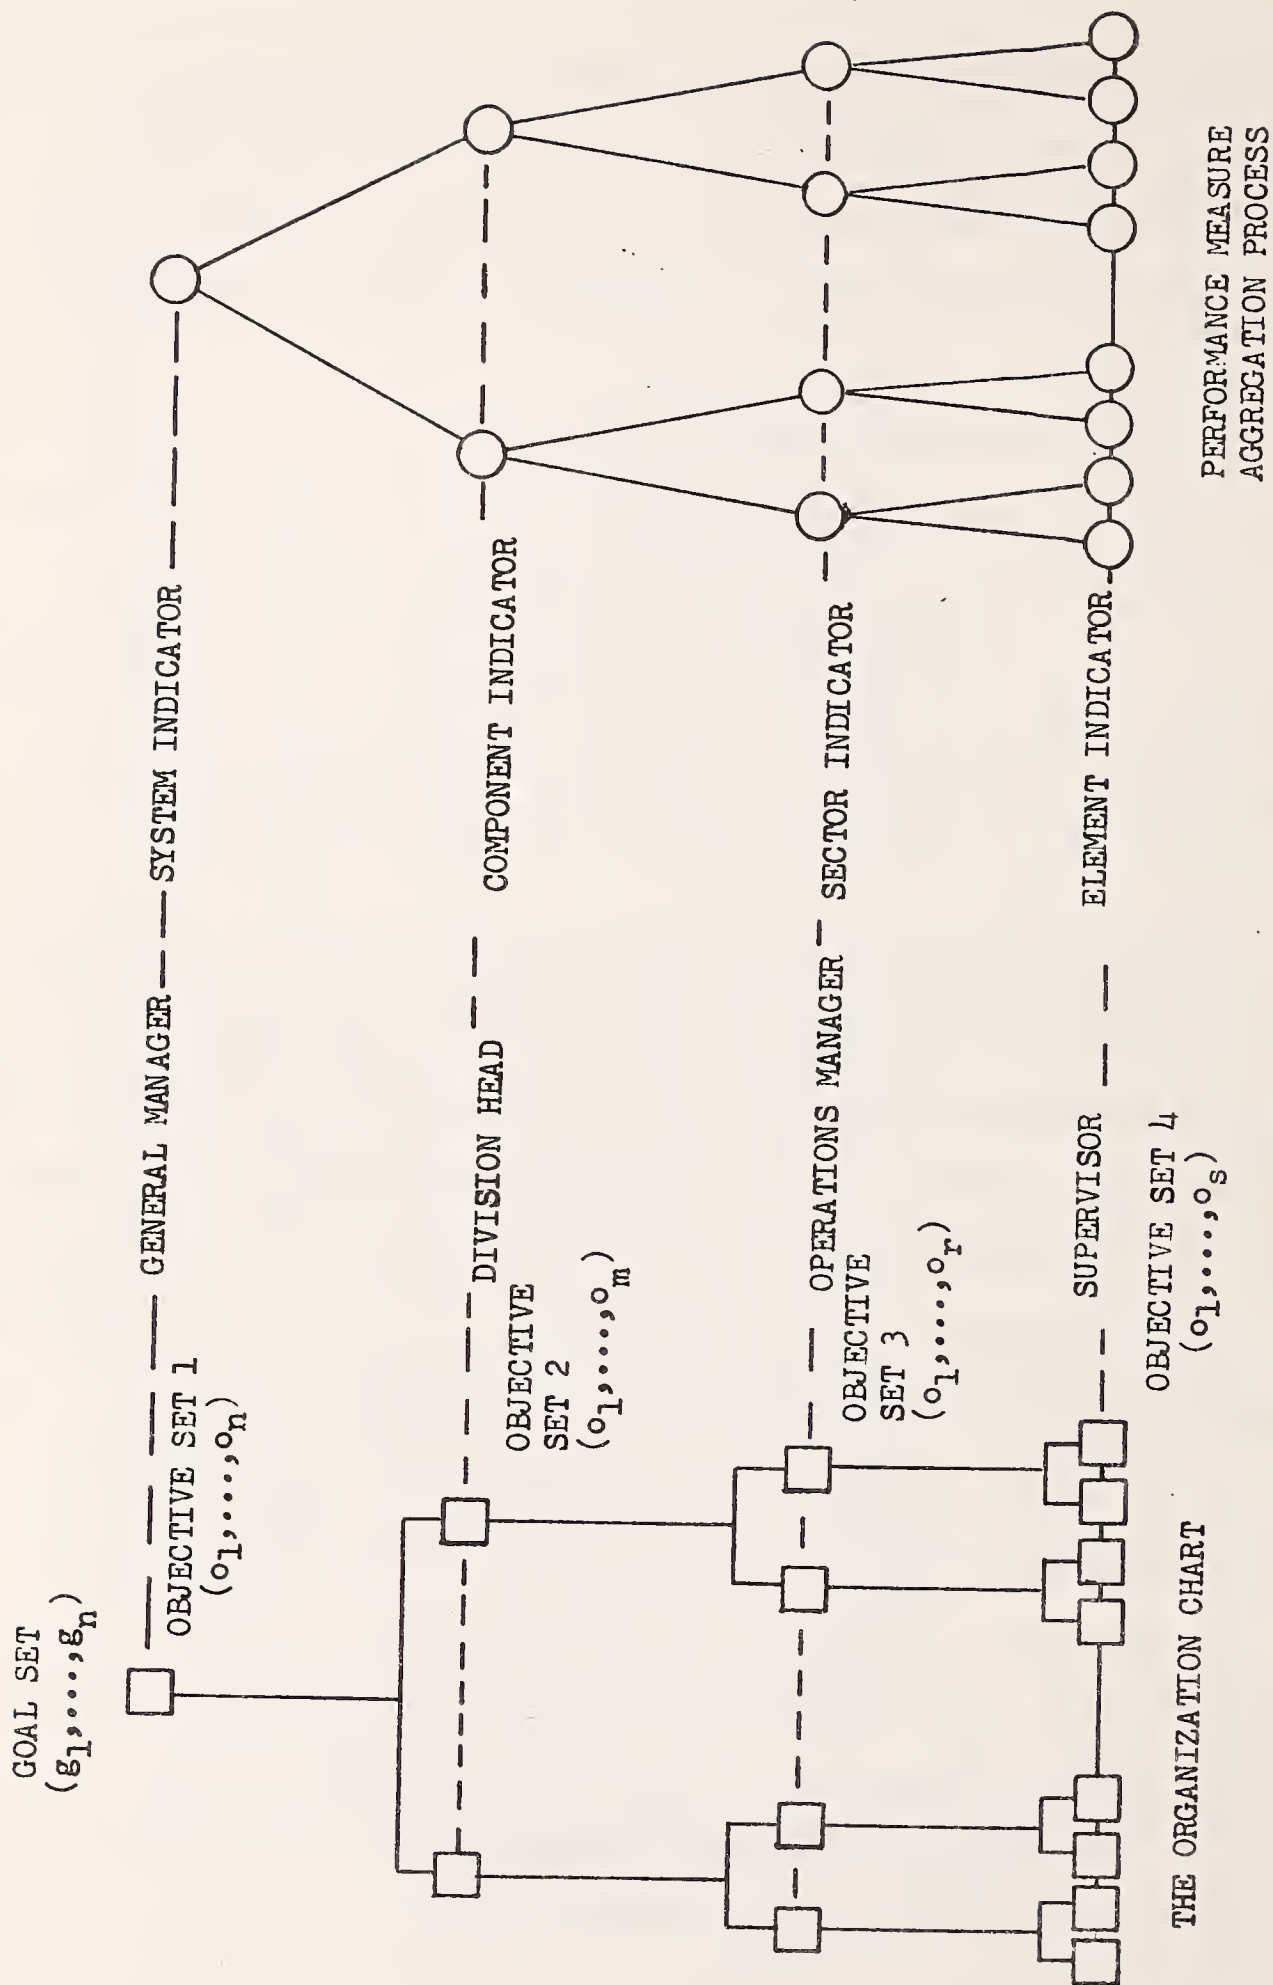 GOAL SET
(g1,...,gn)
GENERAL MANAGER
SYSTEM INDICATOR
OBJECTIVE SET 1
(o1,...,on)
DIVISION HEAD
COMPONENT INDICATOR
OBJECTIVE
SET 2
(o1,...,om)
OPERATIONS MANAGER
SECTOR INDICATOR
OBJECTIVE
SET 3
(o1,...,or)
SUPERVISOR
ELEMENT INDICATOR
OBJECTIVE SET 4
(o1,...,os)
THE ORGANIZATION CHART
PERFORMANCE MEASURE
AGGREGATION PROCESS